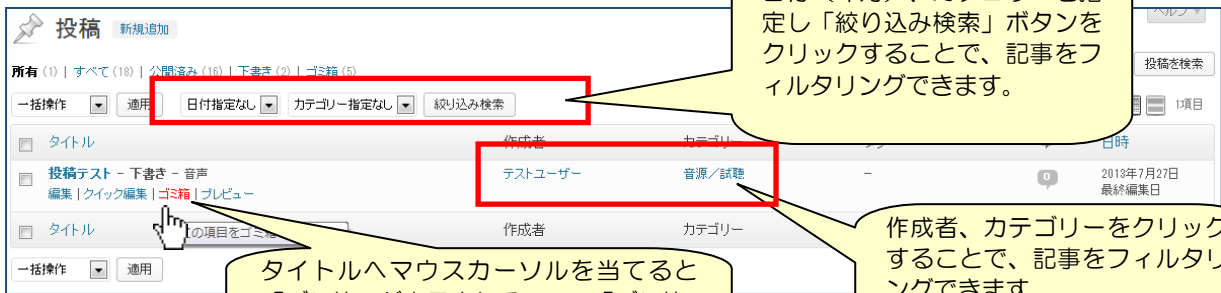 投稿 新規追加
定し「絞り込み検索」ボタンを
クリックすることで、記事をフ
ィルタリングできます。
ヘルプ
所有 (1) | すべて (18) | 公開済み (16) | 下書き (2) | ゴミ箱 (5)
投稿を検索
一括操作 適用 日付指定なし カテゴリー指定なし 絞り込み検索
1項目
タイトル 作成者 カテゴリー 日時
投稿テスト - 下書き - 音声 テストユーザー 音源／試聴 - 0 2013年7月27日
編集 | クイック編集 | ゴミ箱 | プレビュー 最終編集日
タイトル の項目をゴミ箱 作成者 カテゴリー
一括操作 適用
作成者、カテゴリーをクリック
することで、記事をフィルタリ
ングできます
タイトルへマウスカーソルを当てると